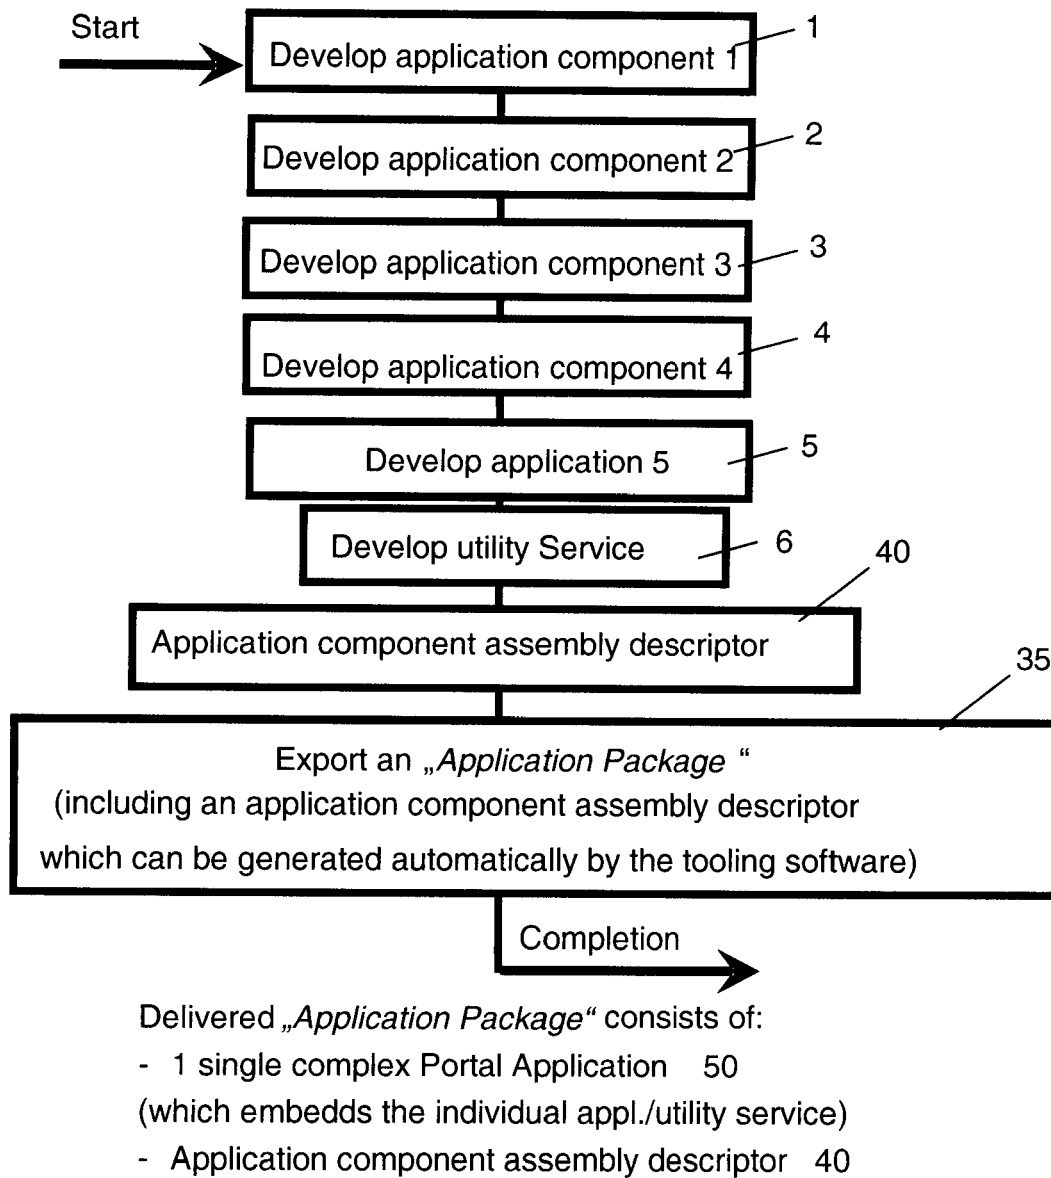 Start
Develop application component 1
1
Develop application component 2
2
Develop application component 3
3
Develop application component 4
4
Develop application 5
5
Develop utility Service
6
Application component assembly descriptor
40
35
Export an „Application Package “
(including an application component assembly descriptor
which can be generated automatically by the tooling software)
Completion
Delivered „Application Package“ consists of:
- 1 single complex Portal Application 50
(which embedds the individual appl./utility service)
- Application component assembly descriptor 40